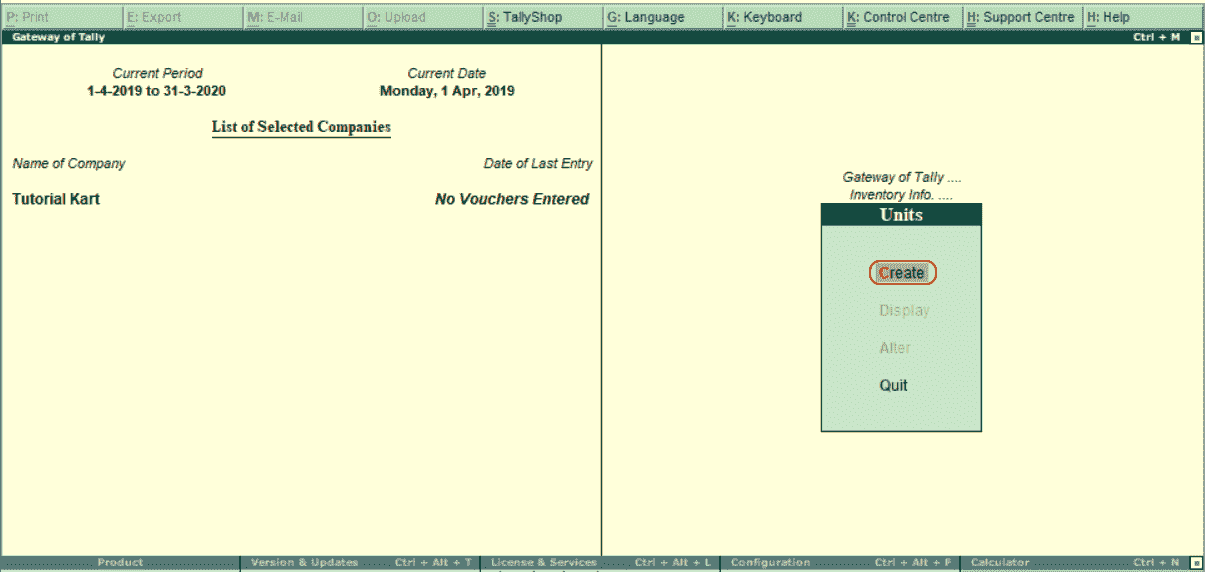 P: Print E: Export M: E-Mail O: Upload S: TallyShop G: Language K: Keyboard K: Control Centre H: Support Centre H: Help
Gateway of Tally Ctrl + M
Current Period Current Date
1-4-2019 to 31-3-2020 Monday, 1 Apr, 2019
List of Selected Companies
Name of Company Date of Last Entry
Tutorial Kart No Vouchers Entered
Gateway of Tally ....
Inventory Info. ....
Units
Create
Display
Alter
Quit
Product Version & Updates Ctrl + Alt + T License & Services Ctrl + Alt + L Configuration Ctrl + Alt + F Calculator Ctrl + N